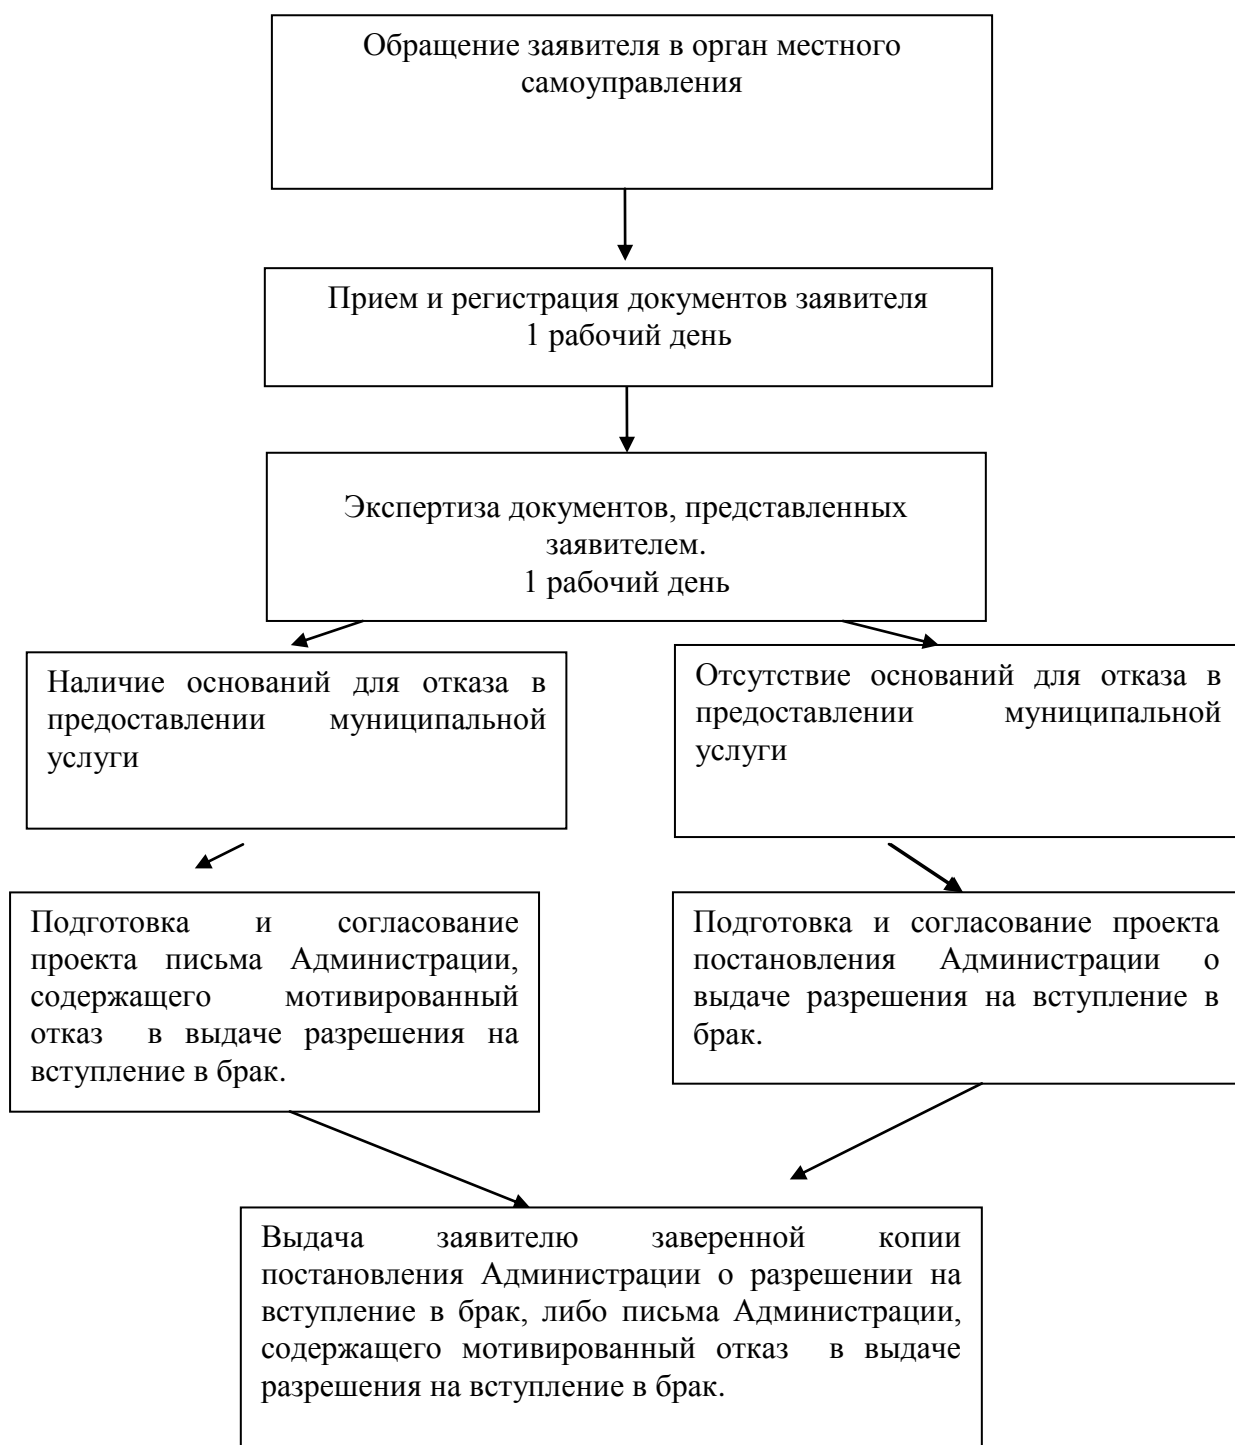 Обращение заявителя в орган местного
самоуправления
Прием и регистрация документов заявителя
1 рабочий день
Экспертиза документов, представленных
заявителем.
1 рабочий день
Наличие оснований для отказа в
предоставлении муниципальной
услуги
Отсутствие оснований для отказа в
предоставлении муниципальной
услуги
Подготовка и согласование
проекта письма Администрации,
содержащего мотивированный
отказ в выдаче разрешения на
вступление в брак.
Подготовка и согласование проекта
постановления Администрации о
выдаче разрешения на вступление в
брак.
Выдача заявителю заверенной копии
постановления Администрации о разрешении на
вступление в брак, либо письма Администрации,
содержащего мотивированный отказ в выдаче
разрешения на вступление в брак.